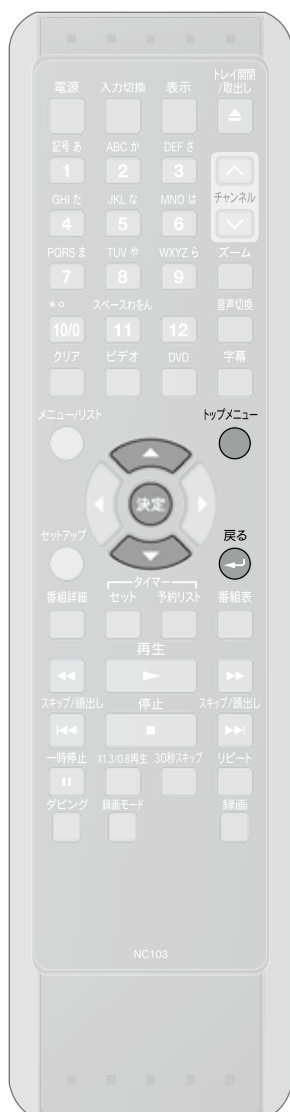 電源 入力切換 表示 トレイ開閉
/取出し
記号 あ ABC か DEF さ
1 2 3
GHI た JKL な MNO は チャンネル
4 5 6
PQRS ま TUV や WXYZ ら ズーム
7 8 9
゛゜ スペースわをん 音声切換
10/0 11 12
クリア ビデオ DVD 字幕
メニュー/リスト トップメニュー
決定
セットアップ 戻る
タイマー
番組詳細 セット 予約リスト 番組表
再生
スキップ/頭出し 停止 スキップ/頭出し
一時停止 X1.3/0.8再生 30秒スキップ リピート
ダビング 録画モード 録画
NC103